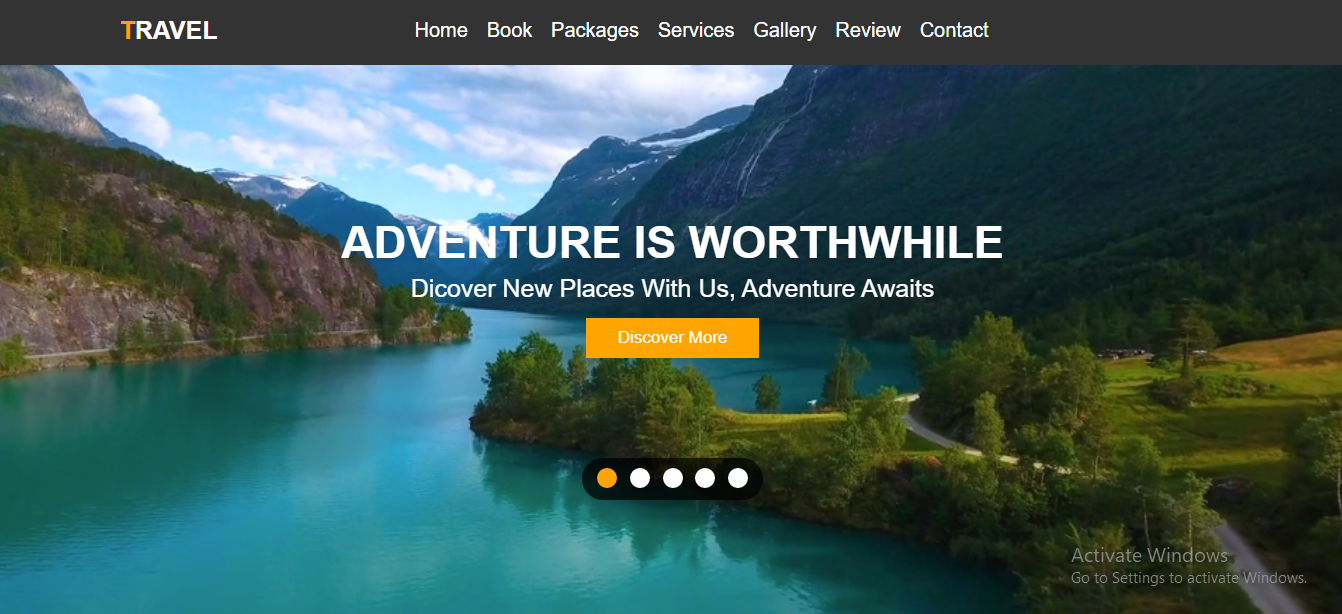 TRAVEL Home Book Packages Services Gallery Review Contact
ADVENTURE IS WORTHWHILE
Dicover New Places With Us, Adventure Awaits
Discover More
Activate Windows
Go to Settings to activate Windows.